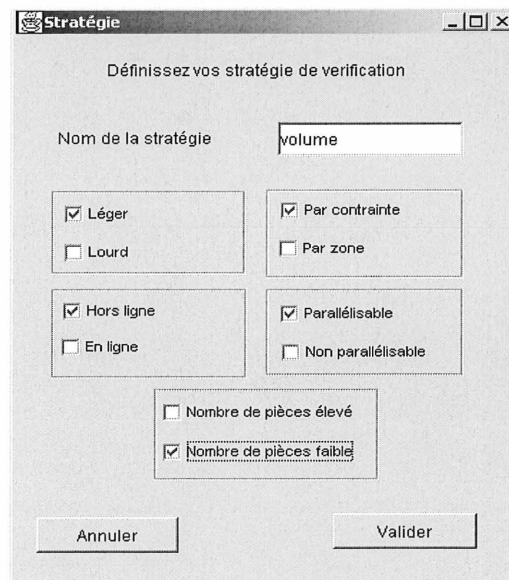 Stratégie
Définissez vos stratégie de verification
Nom de la stratégie
volume
Léger
Lourd
Par contrainte
Par zone
Hors ligne
En ligne
Parallélisable
Non parallélisable
Nombre de pièces élevé
Nombre de pièces faible
Annuler
Valider